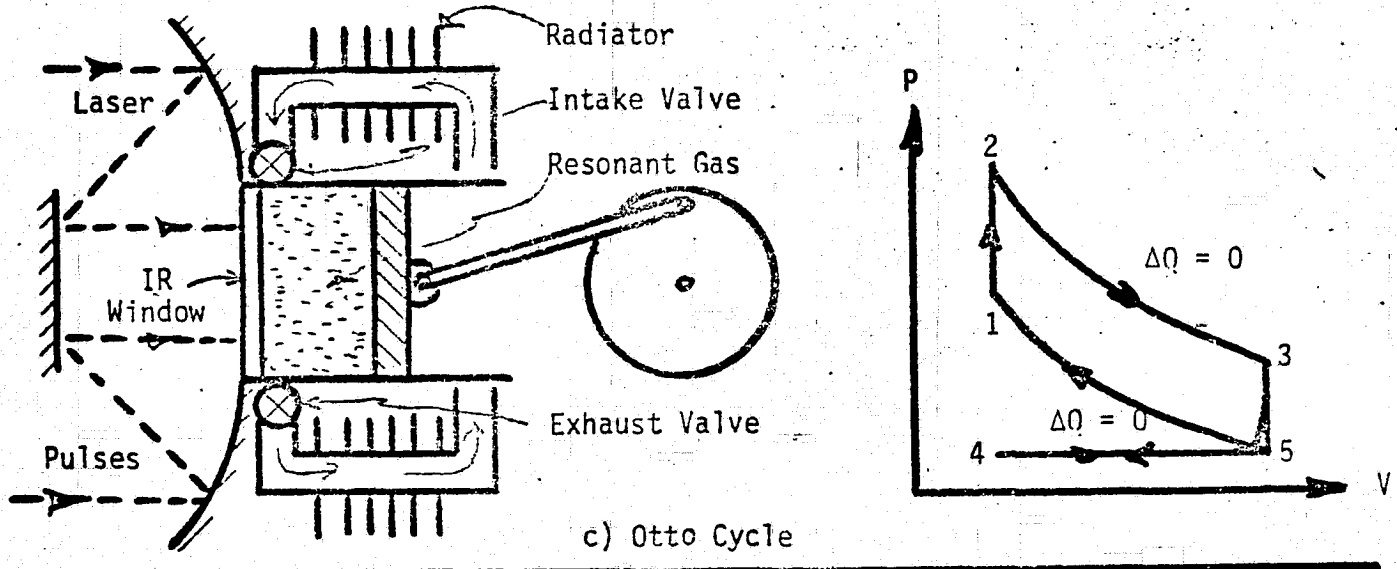 Radiator
Laser
Intake Valve
Resonant Gas
IR
Window
Exhaust Valve
Pulses
c) Otto Cycle
P
2
ΔQ = 0
1
3
ΔQ = 0
4
5
V